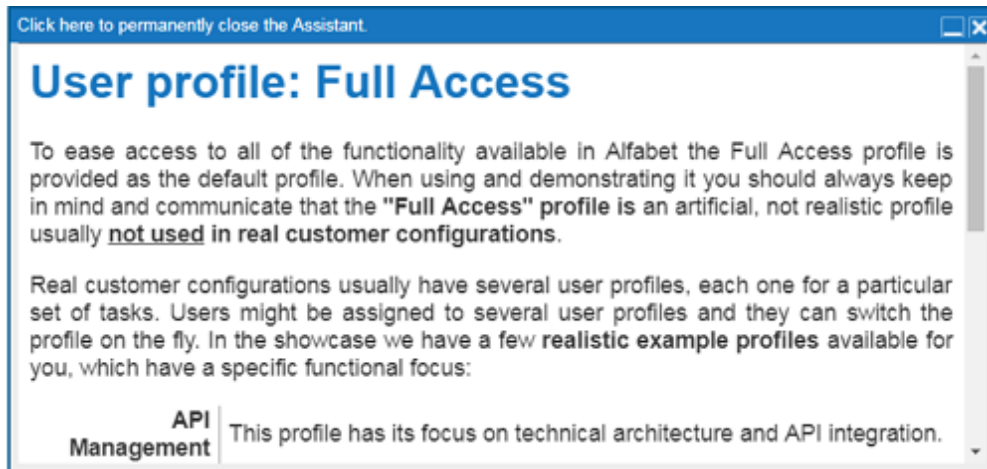 Click here to permanently close the Assistant.
User profile: Full Access
To ease access to all of the functionality available in Alfabet the Full Access profile is
provided as the default profile. When using and demonstrating it you should always keep
in mind and communicate that the "Full Access" profile is an artificial, not realistic profile
usually not used in real customer configurations.
Real customer configurations usually have several user profiles, each one for a particular
set of tasks. Users might be assigned to several user profiles and they can switch the
profile on the fly. In the showcase we have a few realistic example profiles available for
you, which have a specific functional focus:
API
Management
This profile has its focus on technical architecture and API integration.